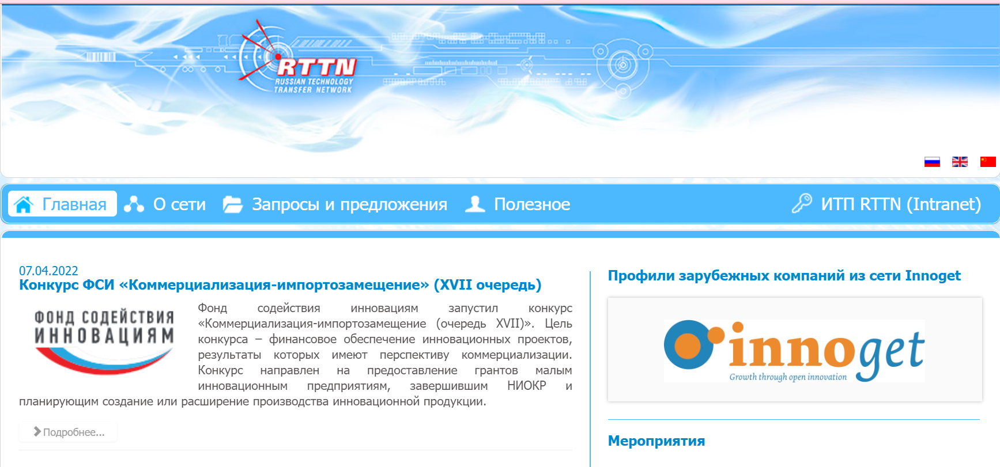 RTTN
RUSSIAN TECHNOLOGY
TRANSFER NETWORK
Главная
О сети
Запросы и предложения
Полезное
ИТП RTTN (Intranet)
07.04.2022
Конкурс ФСИ «Коммерциализация-импортозамещение» (XVII очередь)
ФОНД СОДЕЙСТВИЯ
ИННОВАЦИЯМ
Фонд содействия инновациям запустил конкурс
«Коммерциализация-импортозамещение (очередь XVII)». Цель
конкурса – финансовое обеспечение инновационных проектов,
результаты которых имеют перспективу коммерциализации.
Конкурс направлен на предоставление грантов малым
инновационным предприятиям, завершившим НИОКР и
планирующим создание или расширение производства инновационной продукции.
Подробнее...
Профили зарубежных компаний из сети Innoget
innoget
Growth through open innovation
Мероприятия